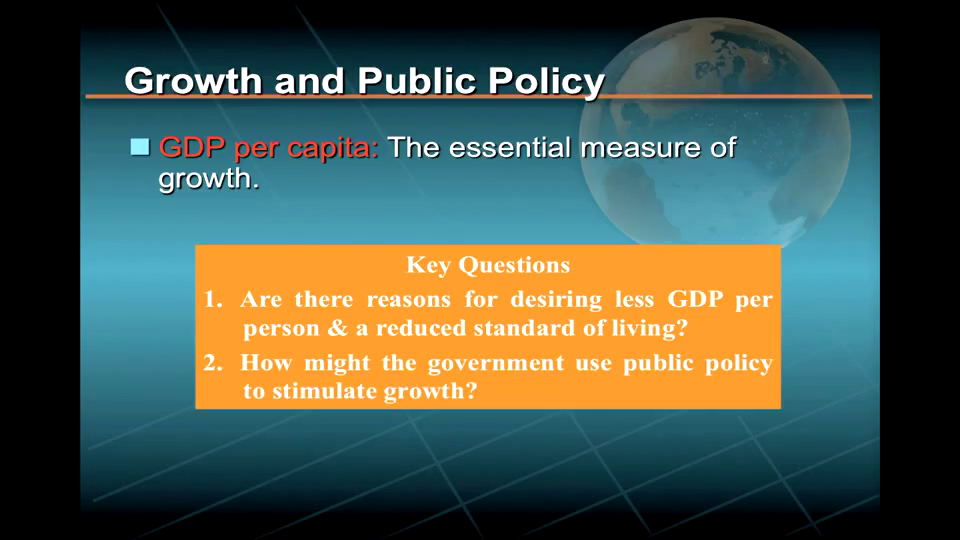 Growth and Public Policy
GDP per capita: The essential measure of
growth.
Key Questions
1. Are there reasons for desiring less GDP per
person & a reduced standard of living?
2. How might the government use public policy
to stimulate growth?